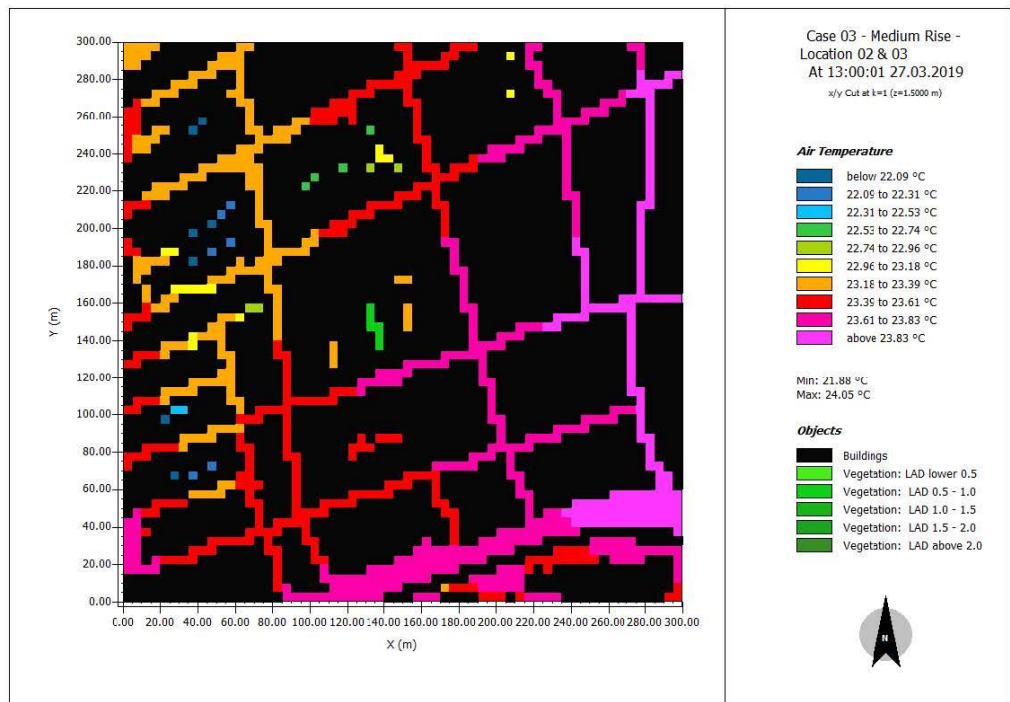 Case 03 - Medium Rise -
Location 02 & 03
At 13:00:01 27.03.2019
x/y Cut at k=1 (z=1.5000 m)
Air Temperature
below 22.09 °C
22.09 to 22.31 °C
22.31 to 22.53 °C
22.53 to 22.74 °C
22.74 to 22.96 °C
22.96 to 23.18 °C
23.18 to 23.39 °C
23.39 to 23.61 °C
23.61 to 23.83 °C
above 23.83 °C
Min: 21.88 °C
Max: 24.05 °C
Objects
Buildings
Vegetation: LAD lower 0.5
Vegetation: LAD 0.5 - 1.0
Vegetation: LAD 1.0 - 1.5
Vegetation: LAD 1.5 - 2.0
Vegetation: LAD above 2.0
N
300.00
280.00
260.00
240.00
220.00
200.00
180.00
160.00
140.00
120.00
100.00
80.00
60.00
40.00
20.00
0.00
Y (m)
0.00 20.00 40.00 60.00 80.00 100.00 120.00 140.00 160.00 180.00 200.00 220.00 240.00 260.00 280.00 300.00
X (m)